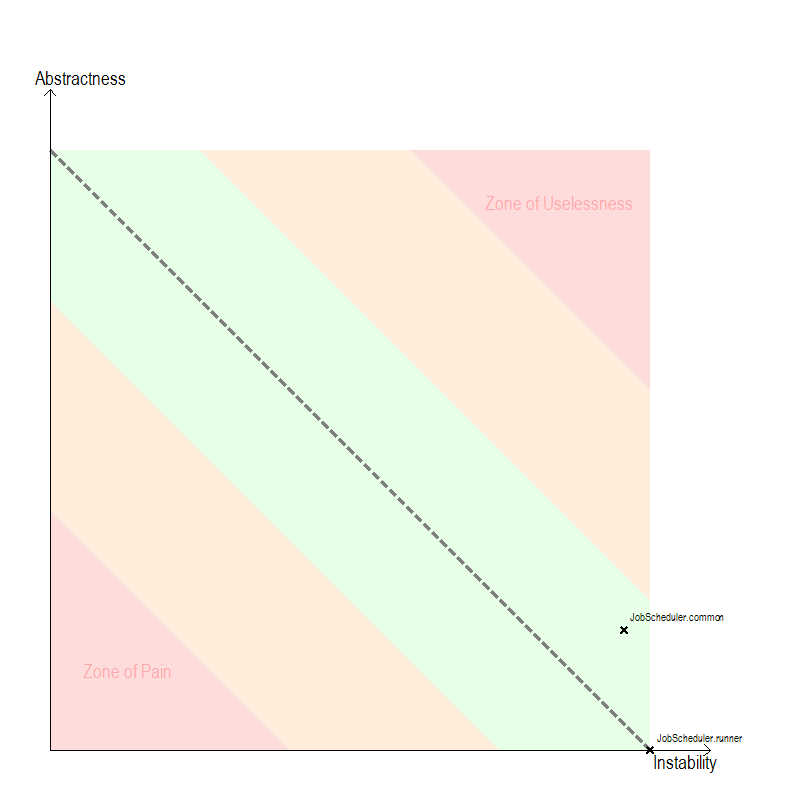 Abstractness
Zone of Uselessness
JobScheduler.common
Zone of Pain
JobScheduler.runner
Instability